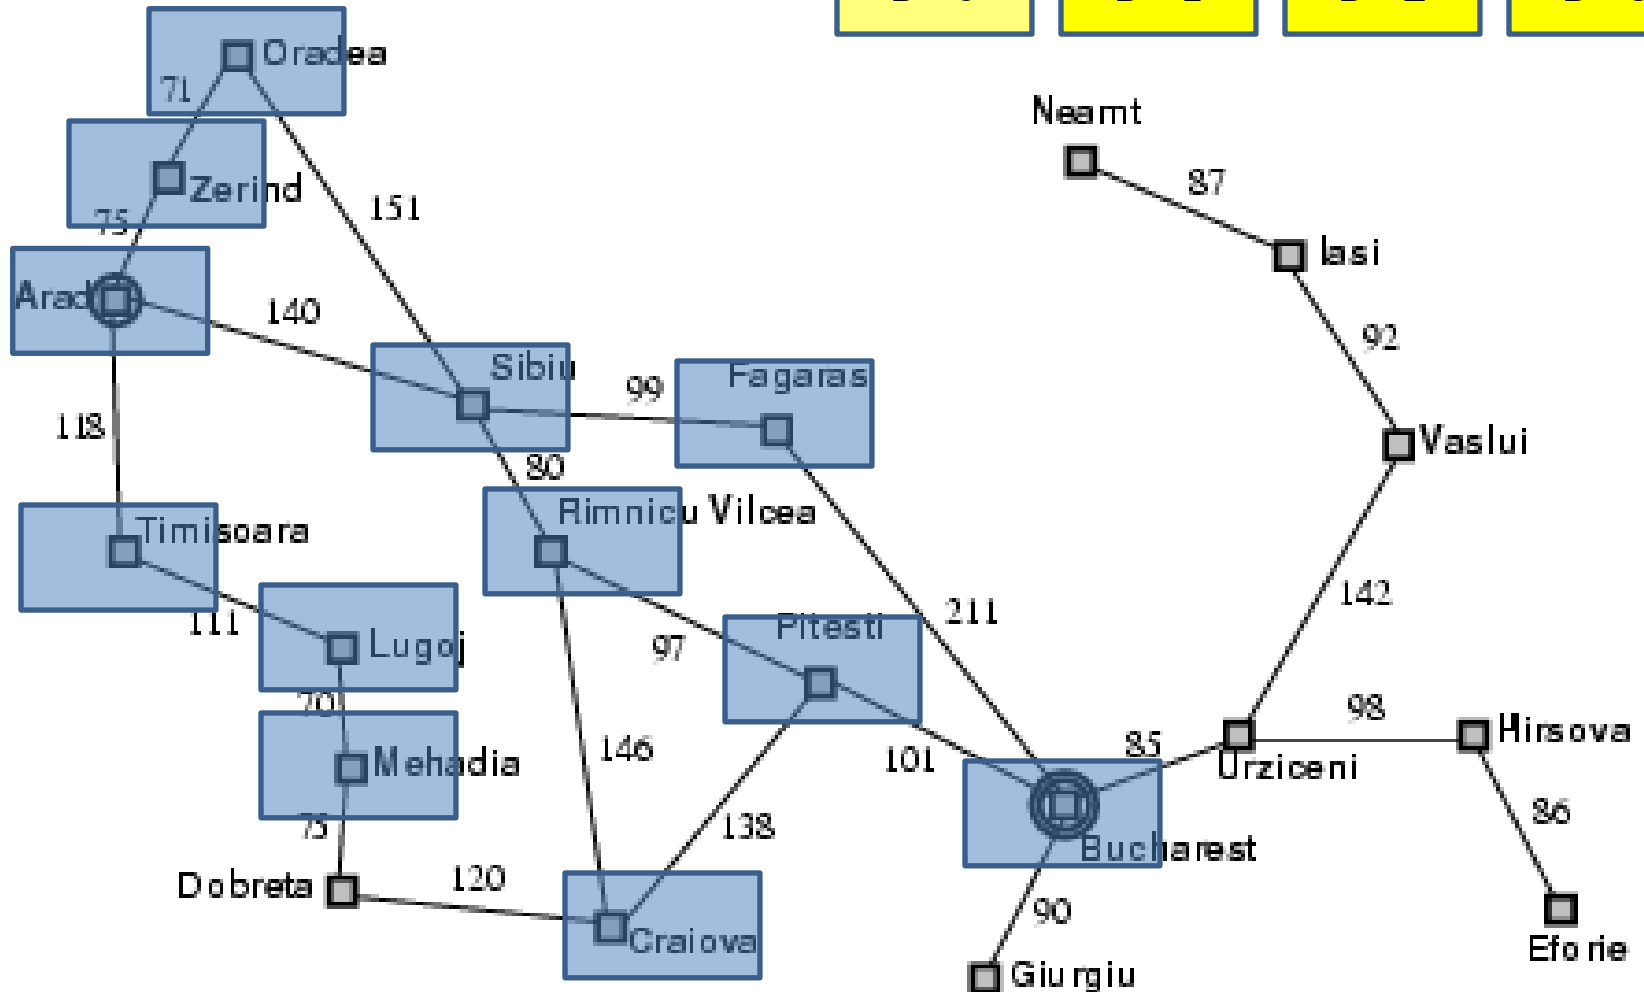 Oradea
71
Neamt
87
Zerind
151
75
Iasi
Arad
140
92
Sibiu
Fagaras
99
118
Vaslui
80
Rimnicu Vilcea
Timisoara
142
111
211
Pitesti
Lugoj
97
70
98
Hirsova
146
85
101
Urziceni
Mehadia
86
75
138
Bucharest
Dobreta
120
90
Craiova
Eforie
Giurgiu